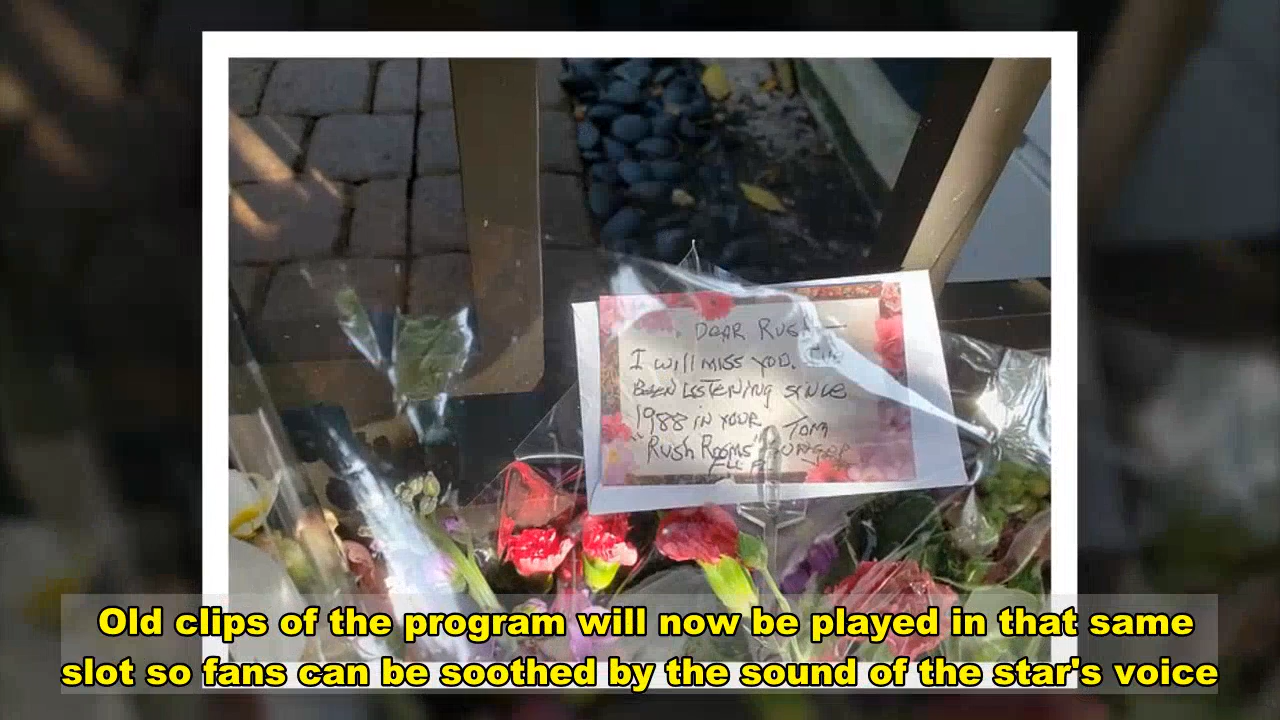 DEAR RUSH —
I will miss you. I've
BEEN LISTENING SINCE
1988 IN YOUR
"Rush Rooms" Tom
Old clips of the program will now be played in that same
slot so fans can be soothed by the sound of the star's voice